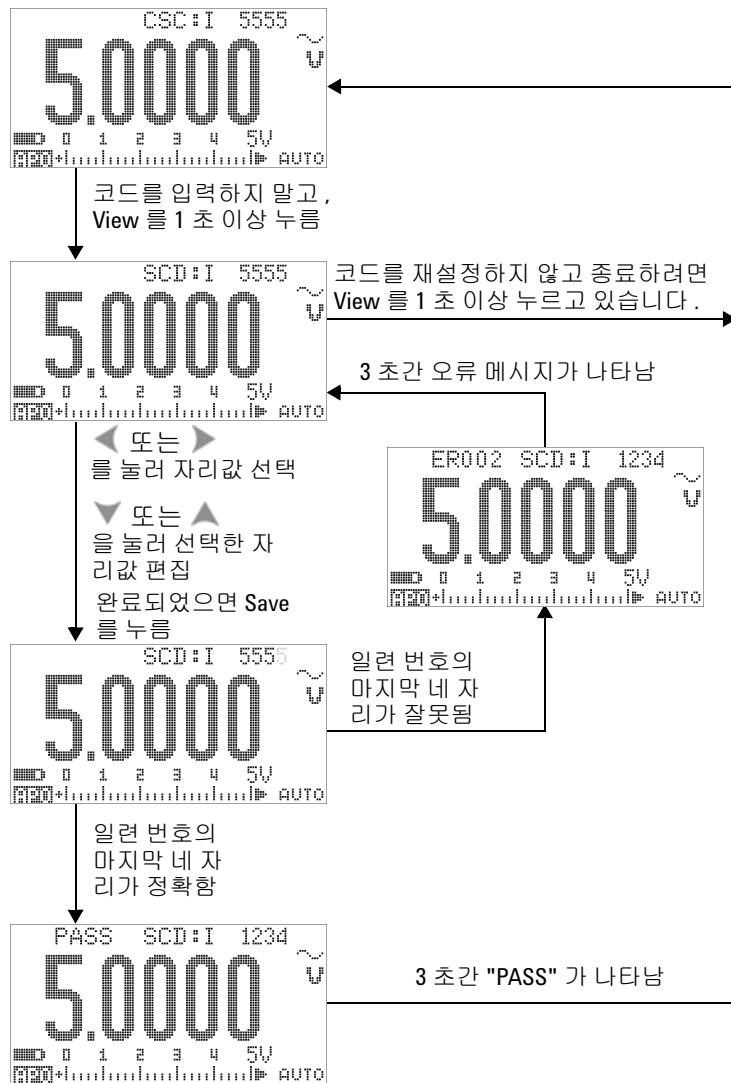 CSC:I 5555
5.0000
V
0 1 2 3 4 5V
APO AUTO
코드를 입력하지 말고 ,
View 를 1 초 이상 누름
SCD:I 5555
5.0000
V
0 1 2 3 4 5V
APO AUTO
코드를 재설정하지 않고 종료하려면
View 를 1 초 이상 누르고 있습니다 .
3 초간 오류 메시지가 나타남
또는
를 눌러 자리값 선택
또는
을 눌러 선택한 자
리값 편집
완료되었으면 Save
를 누름
ER002 SCD:I 1234
5.0000
V
0 1 2 3 4 5V
APO AUTO
SCD:I 5555
5.0000
V
0 1 2 3 4 5V
APO AUTO
일련 번호의
마지막 네 자
리가 잘못됨
일련 번호의
마지막 네 자
리가 정확함
PASS SCD:I 1234
5.0000
V
0 1 2 3 4 5V
APO AUTO
3 초간 "PASS" 가 나타남